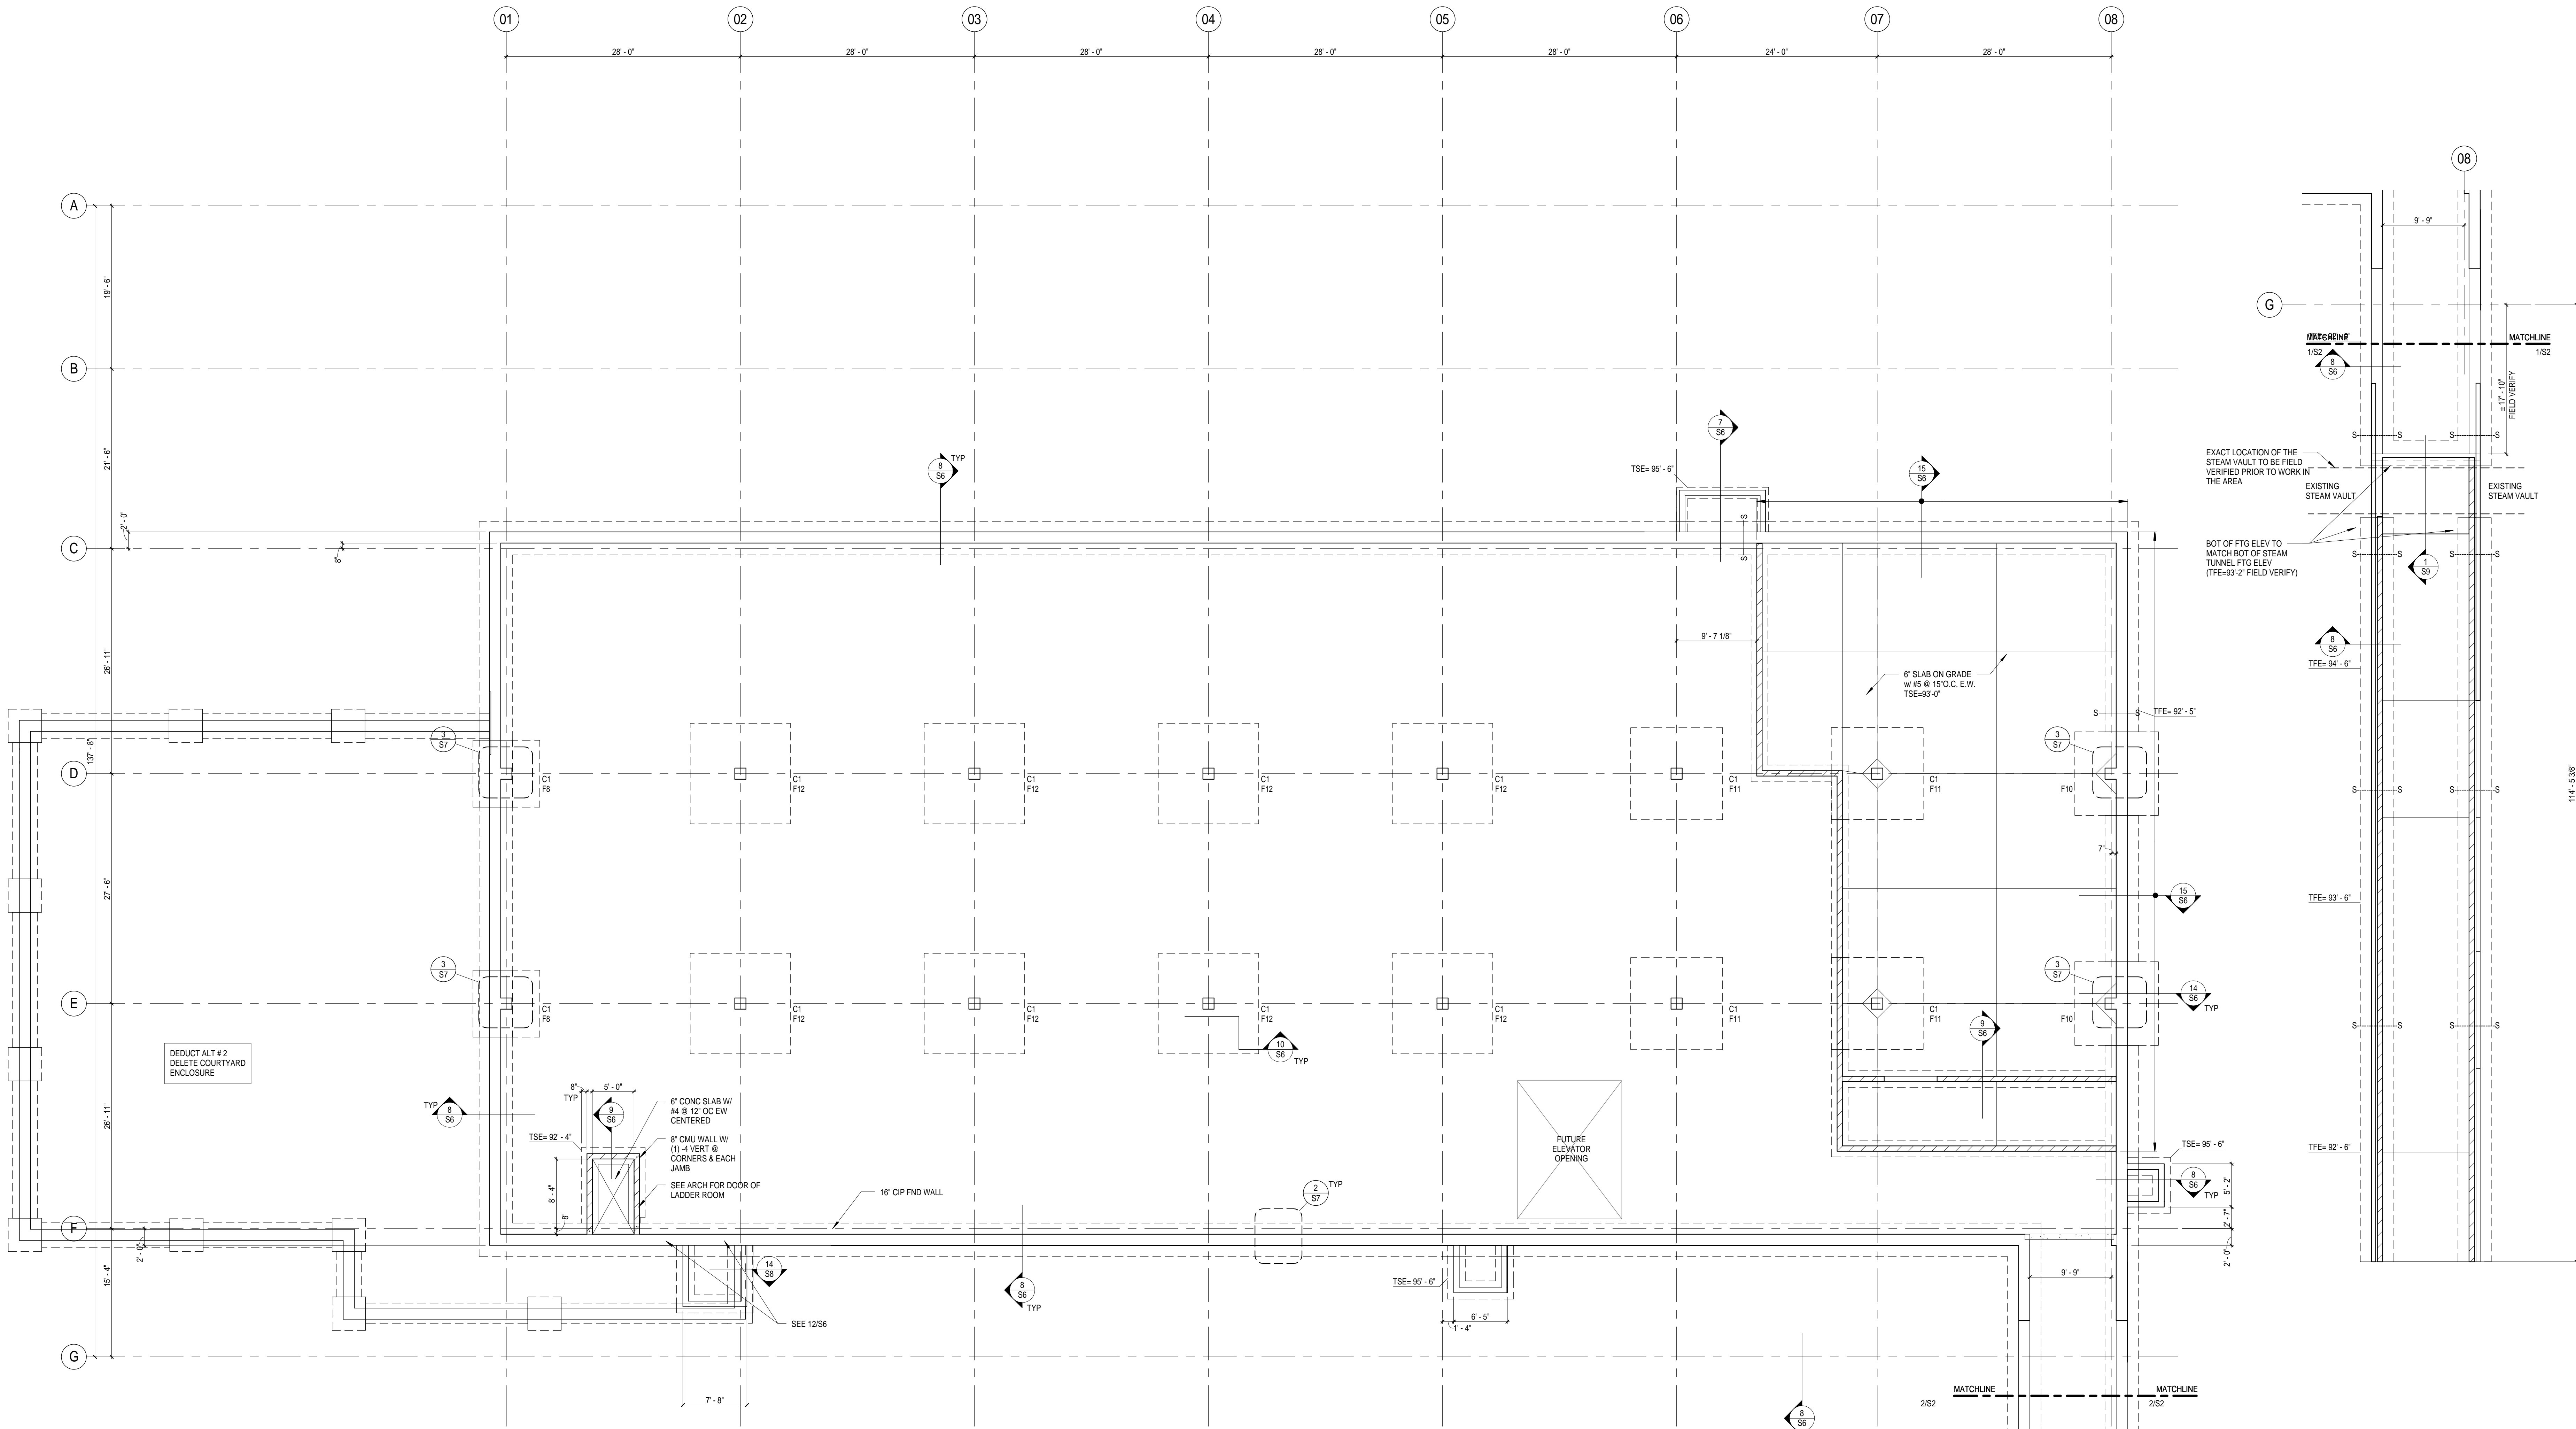 01
02
03
04
05
06
07
08
28' - 0"
28' - 0"
28' - 0"
28' - 0"
28' - 0"
24' - 0"
28' - 0"
A
B
C
D
E
F
G
19' - 6"
21' - 6"
26' - 11"
27' - 6"
26' - 11"
15' - 4"
137' - 8"
2' - 0"
8"
8
S6
TYP
7
S6
TSE= 95' - 6"
15
S6
S
S
9' - 7 1/8"
6" SLAB ON GRADE
w/ #5 @ 15"O.C. E.W.
TSE=93'-0"
S
S
TFE= 92' - 5"
3
S7
C1
F8
C1
F12
C1
F12
C1
F12
C1
F12
C1
F11
C1
F11
F10
3
S7
7"
15
S6
3
S7
C1
F8
C1
F12
C1
F12
C1
F12
C1
F12
C1
F11
C1
F11
F10
3
S7
14
S6
TYP
9
S6
10
S6
TYP
DEDUCT ALT # 2
DELETE COURTYARD
ENCLOSURE
TYP
8
S6
8"
TYP
5' - 0"
9
S6
6" CONC SLAB W/
#4 @ 12" OC EW
CENTERED
TSE= 92' - 4"
8" CMU WALL W/
(1) -4 VERT @
CORNERS & EACH
JAMB
SEE ARCH FOR DOOR OF
LADDER ROOM
8' - 4"
8"
16" CIP FND WALL
2
S7
TYP
FUTURE
ELEVATOR
OPENING
TSE= 95' - 6"
8
S6
TYP
5' - 2"
2' - 7"
2' - 0"
2' - 0"
14
S8
SEE 12/S6
8
S6
TYP
TSE= 95' - 6"
6' - 5"
1' - 4"
7' - 8"
9' - 9"
MATCHLINE
MATCHLINE
2/S2
2/S2
8
S6
08
9' - 9"
G
MATCHLINE
MATCHLINE
1/S2
1/S2
8
S6
± 17' - 10"
FIELD VERIFY
S
S
S
S
EXACT LOCATION OF THE
STEAM VAULT TO BE FIELD
VERIFIED PRIOR TO WORK IN
THE AREA
EXISTING
STEAM VAULT
EXISTING
STEAM VAULT
BOT OF FTG ELEV TO
MATCH BOT OF STEAM
TUNNEL FTG ELEV
(TFE=93'-2" FIELD VERIFY)
S
S
S
S
1
S9
8
S6
TFE= 94' - 6"
S
S
S
S
114' - 5 3/8"
TFE= 93' - 6"
S
S
S
S
TFE= 92' - 6"